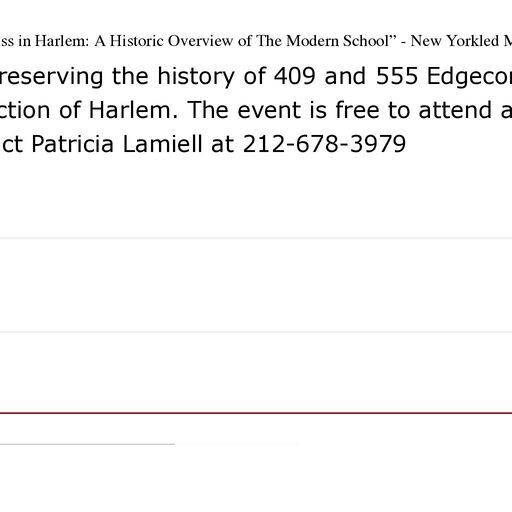 ss in Harlem: A Historic Overview of The Modern School” - New Yorkled M
reserving the history of 409 and 555 Edgeco
ction of Harlem. The event is free to attend a
ct Patricia Lamiell at 212-678-3979